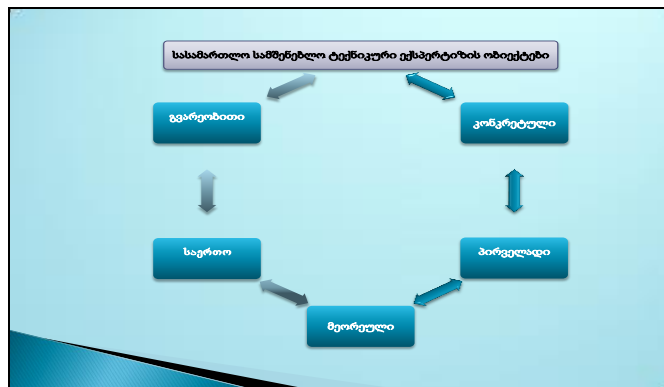 სასამართლო სამშენებლო ტექნიკური ექსპერტიზის ობიექტები
გვარეობითი
კონკრეტული
საერთო
პირველადი
მეორეული